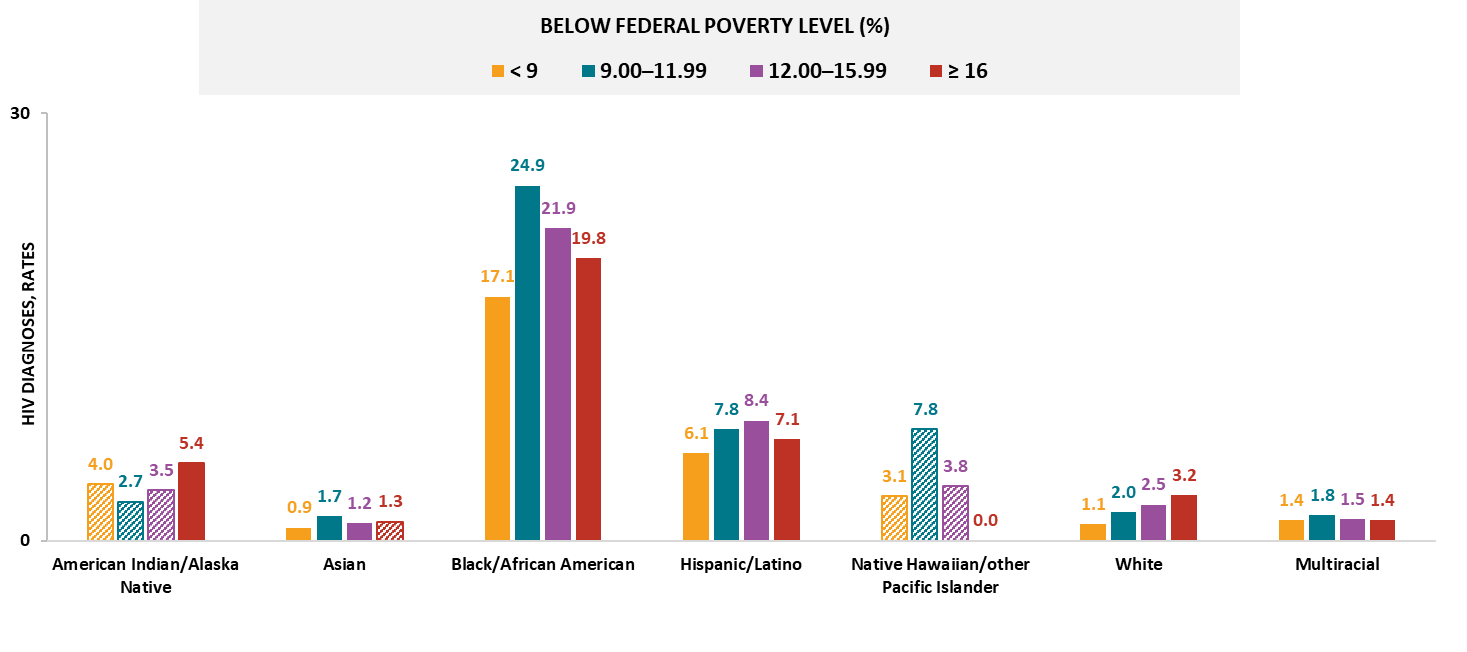 BELOW FEDERAL POVERTY LEVEL (%)
< 9 9.00–11.99 12.00–15.99 ≥ 16
30
0
HIV DIAGNOSES, RATES
4.0 2.7 3.5 5.4
0.9 1.7 1.2 1.3
17.1 24.9 21.9 19.8
6.1 7.8 8.4 7.1
3.1 7.8 3.8 0.0
1.1 2.0 2.5 3.2
1.4 1.8 1.5 1.4
American Indian/Alaska
Native
Asian
Black/African American
Hispanic/Latino
Native Hawaiian/other
Pacific Islander
White
Multiracial